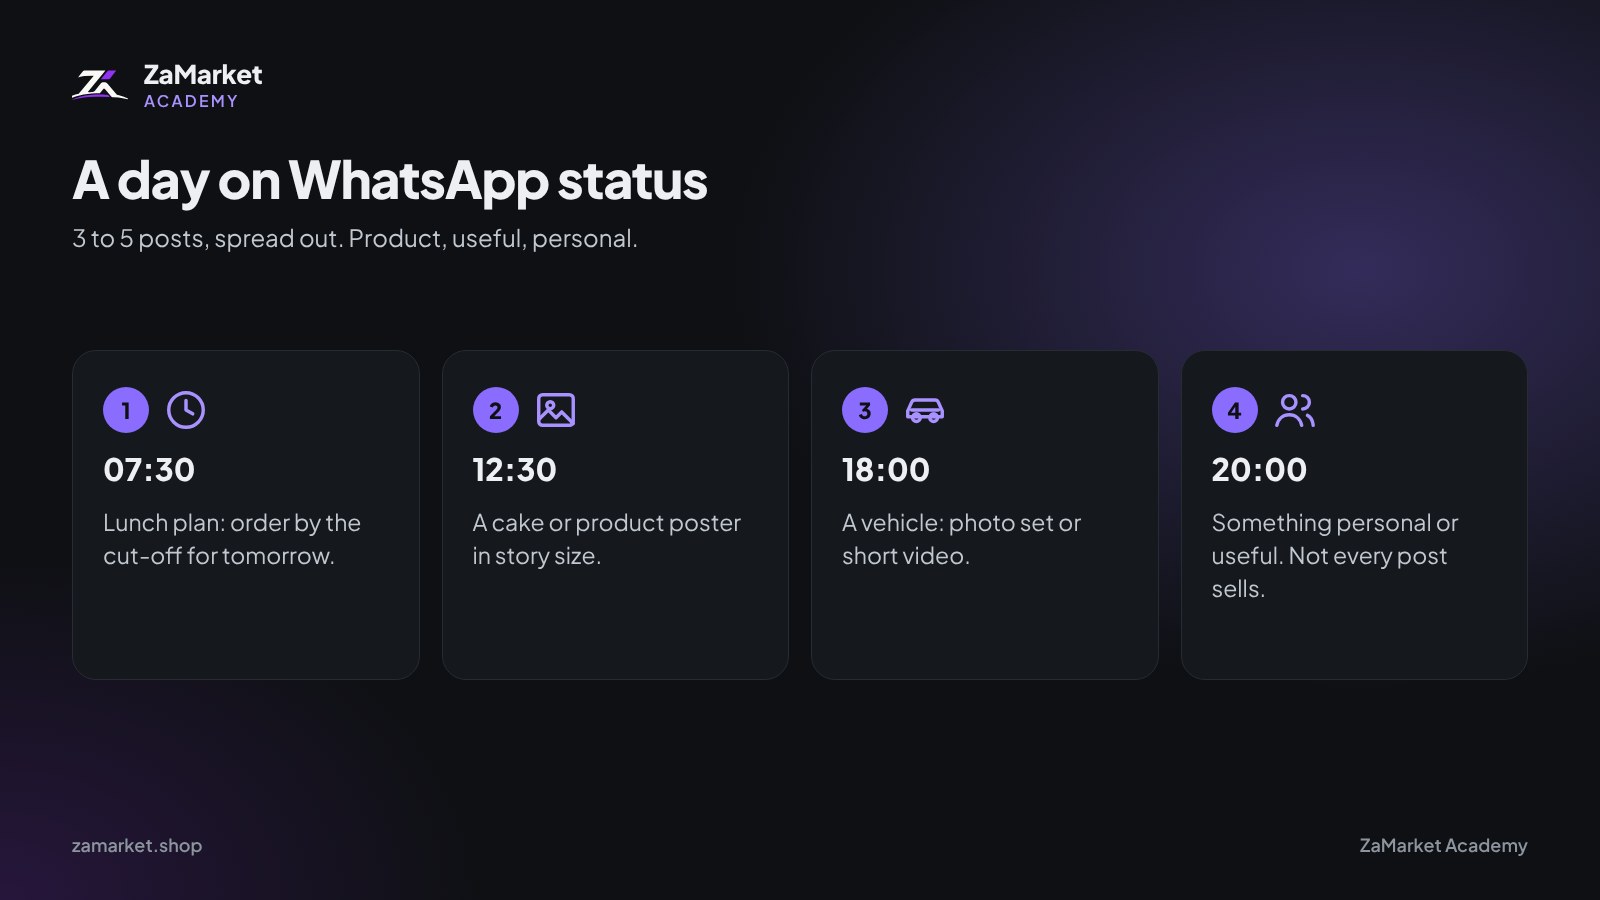 ZaMarket
ACADEMY
A day on WhatsApp status
3 to 5 posts, spread out. Product, useful, personal.
1
07:30
Lunch plan: order by the
cut-off for tomorrow.
2
12:30
A cake or product poster
in story size.
3
18:00
A vehicle: photo set or
short video.
4
20:00
Something personal or
useful. Not every post
sells.
zamarket.shop
ZaMarket Academy